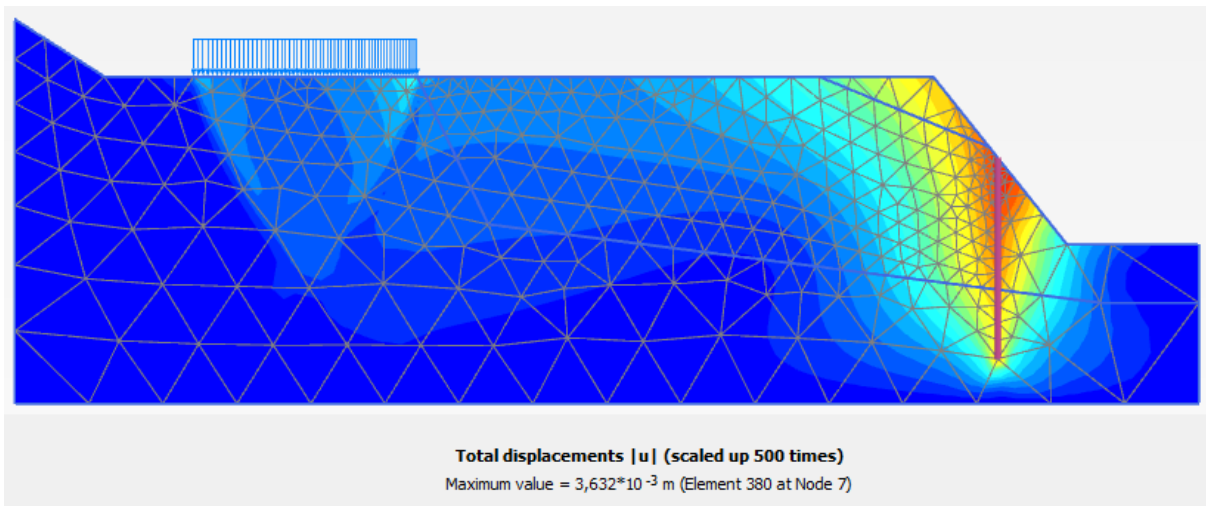 Total displacements |u| (scaled up 500 times)
Maximum value = 3,632*10 -3 m (Element 380 at Node 7)